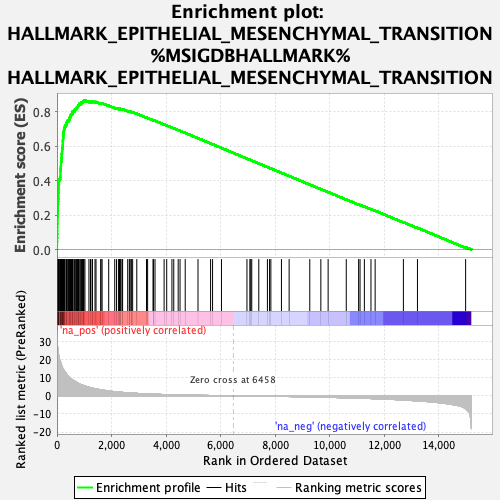 Enrichment plot:
HALLMARK_EPITHELIAL_MESENCHYMAL_TRANSITION
%MSIGDBHALLMARK%
HALLMARK_EPITHELIAL_MESENCHYMAL_TRANSITION
Enrichment score (ES)
0.8
0.6
0.4
0.2
0.0
'na_pos' (positively correlated)
Ranked list metric (PreRanked)
30
20
10
0
-10
-20
Zero cross at 6458
'na_neg' (negatively correlated)
0
2,000
4,000
6,000
8,000
10,000
12,000
14,000
Rank in Ordered Dataset
Enrichment profile
Hits
Ranking metric scores